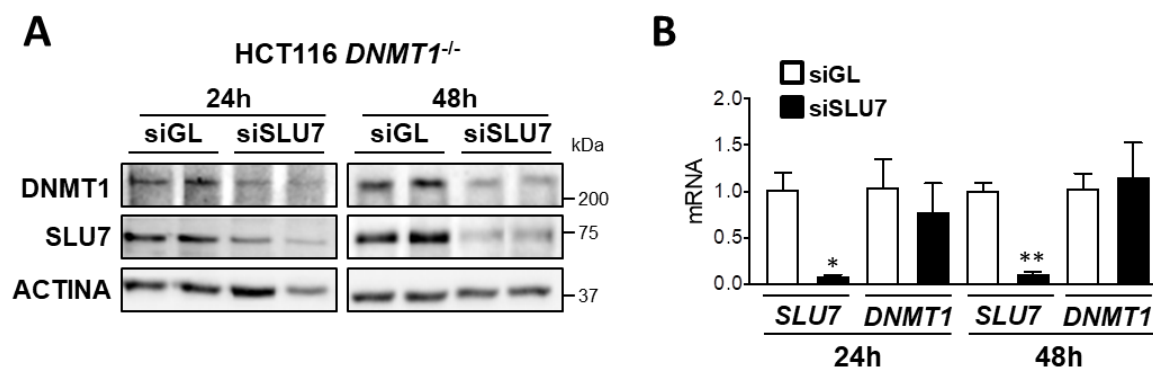 A
HCT116 DNMT1-/-
24h 48h
siGL siSLU7 siGL siSLU7
kDa
DNMT1
200
SLU7
75
ACTINA
37
B
siGL
siSLU7
2.0
1.5
1.0
0.5
0.0
mRNA
* **
SLU7 DNMT1 SLU7 DNMT1
24h 48h